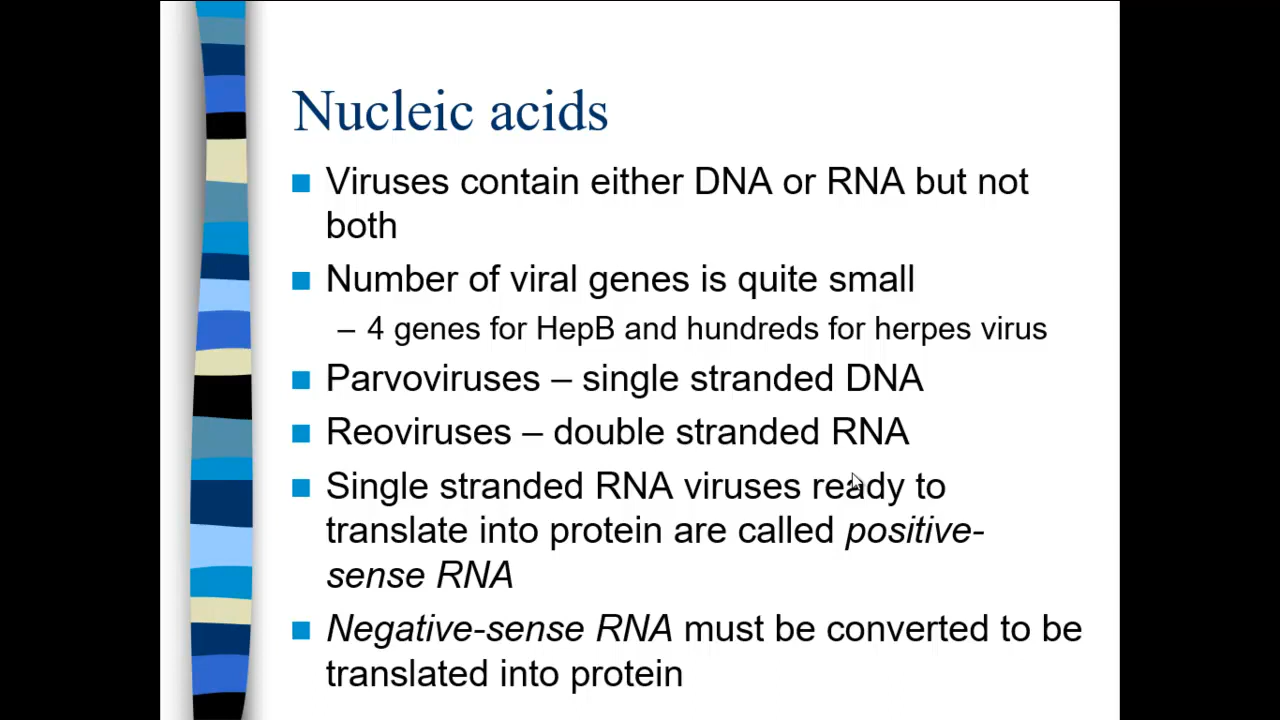 Nucleic acids
Viruses contain either DNA or RNA but not
both
Number of viral genes is quite small
– 4 genes for HepB and hundreds for herpes virus
Parvoviruses – single stranded DNA
Reoviruses – double stranded RNA
Single stranded RNA viruses ready to
translate into protein are called positive-
sense RNA
Negative-sense RNA must be converted to be
translated into protein